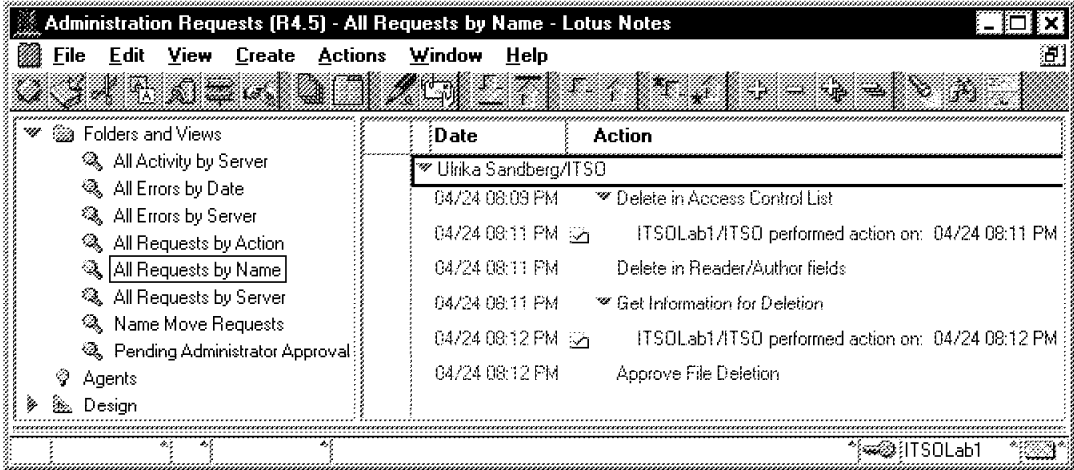 Administration Requests (R4.5) - All Requests by Name - Lotus Notes
File Edit View Create Actions Window Help
Folders and Views
All Activity by Server
All Errors by Date
All Errors by Server
All Requests by Action
All Requests by Name
All Requests by Server
Name Move Requests
Pending Administrator Approval
Agents
Design
Date Action
Ulrika Sandberg/ITSO
04/24 08:09 PM Delete in Access Control List
04/24 08:11 PM ITSOLab1/ITSO performed action on: 04/24 08:11 PM
04/24 08:11 PM Delete in Reader/Author fields
04/24 08:11 PM Get Information for Deletion
04/24 08:12 PM ITSOLab1/ITSO performed action on: 04/24 08:12 PM
04/24 08:12 PM Approve File Deletion
ITSOLab1